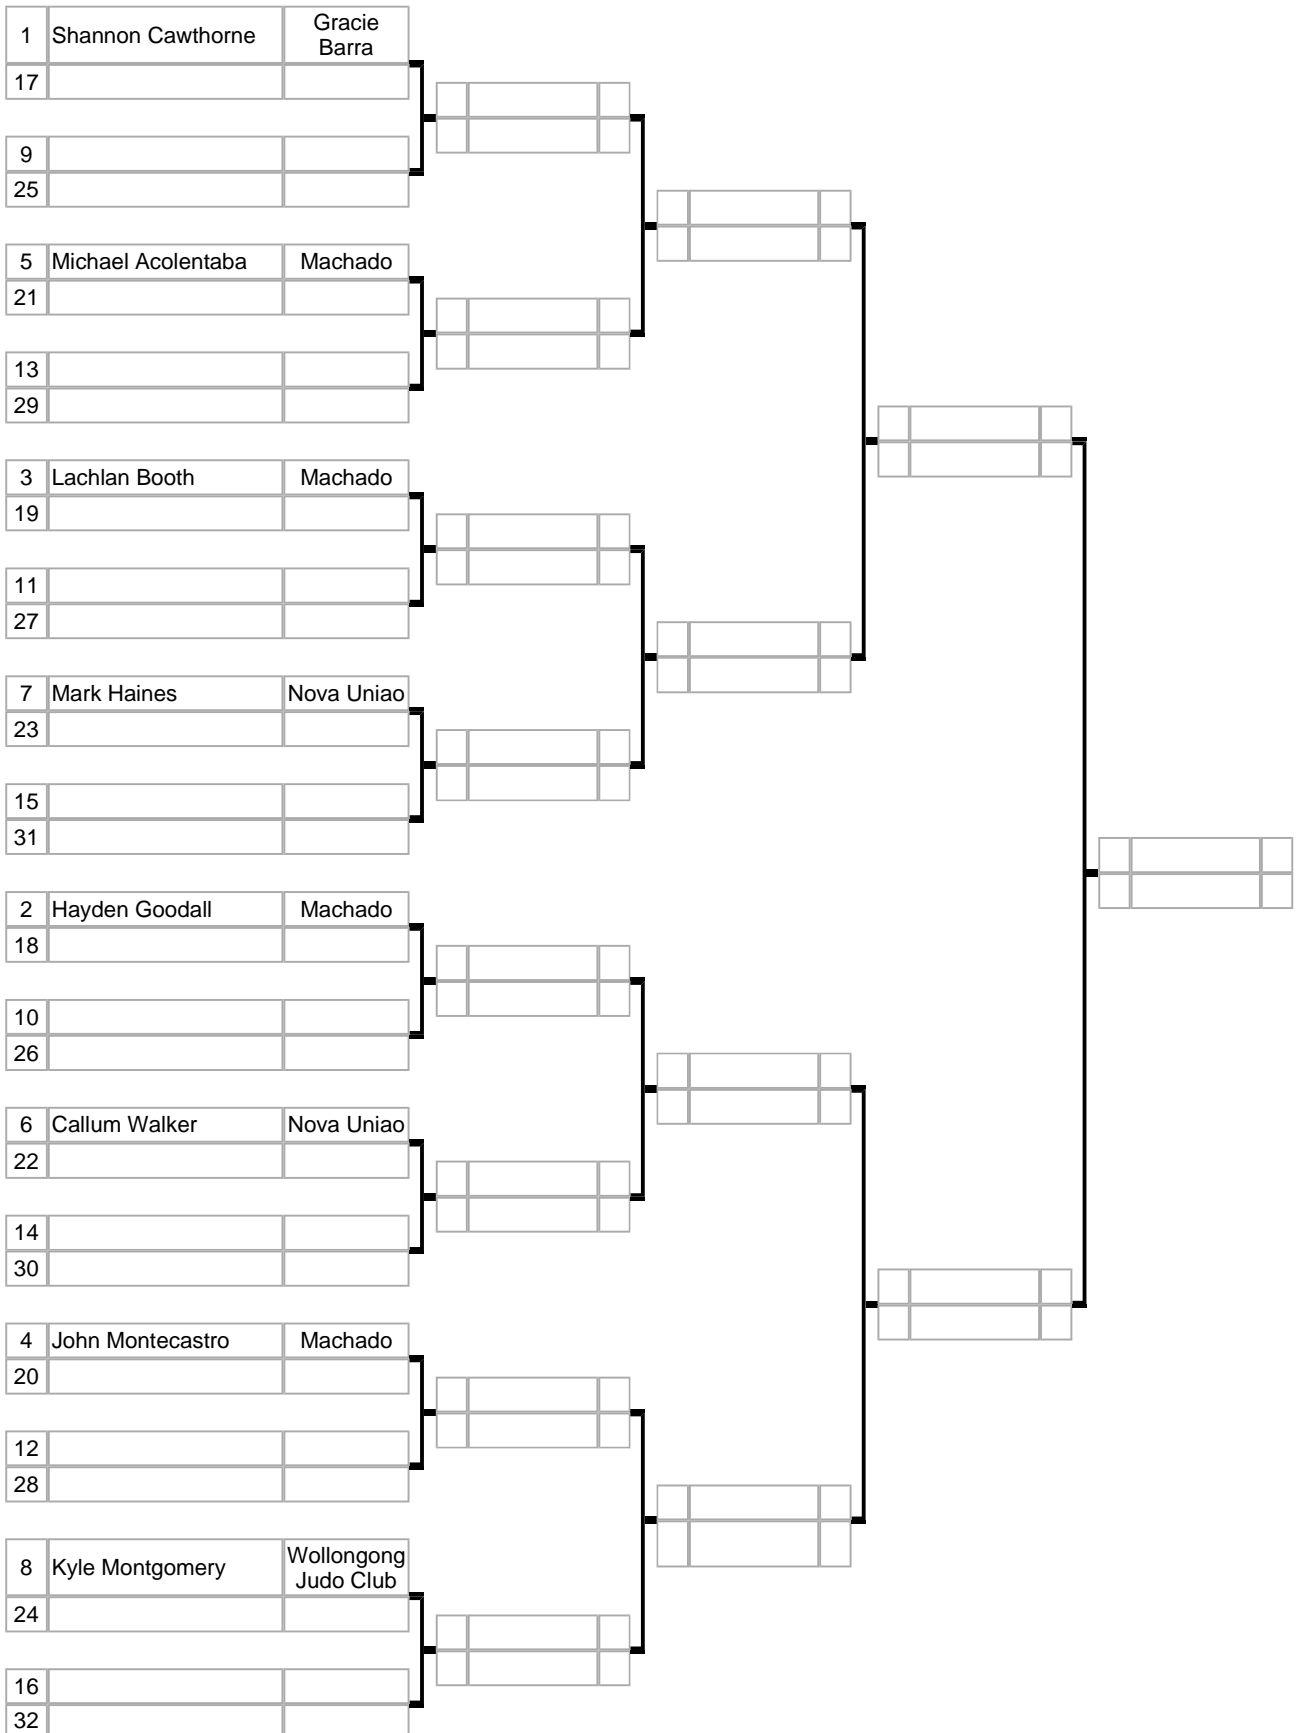 1 Shannon Cawthorne Gracie
Barra
17
9
25
5 Michael Acolentaba Machado
21
13
29
3 Lachlan Booth Machado
19
11
27
7 Mark Haines Nova Uniao
23
15
31
2 Hayden Goodall Machado
18
10
26
6 Callum Walker Nova Uniao
22
14
30
4 John Montecastro Machado
20
12
28
8 Kyle Montgomery Wollongong
Judo Club
24
16
32